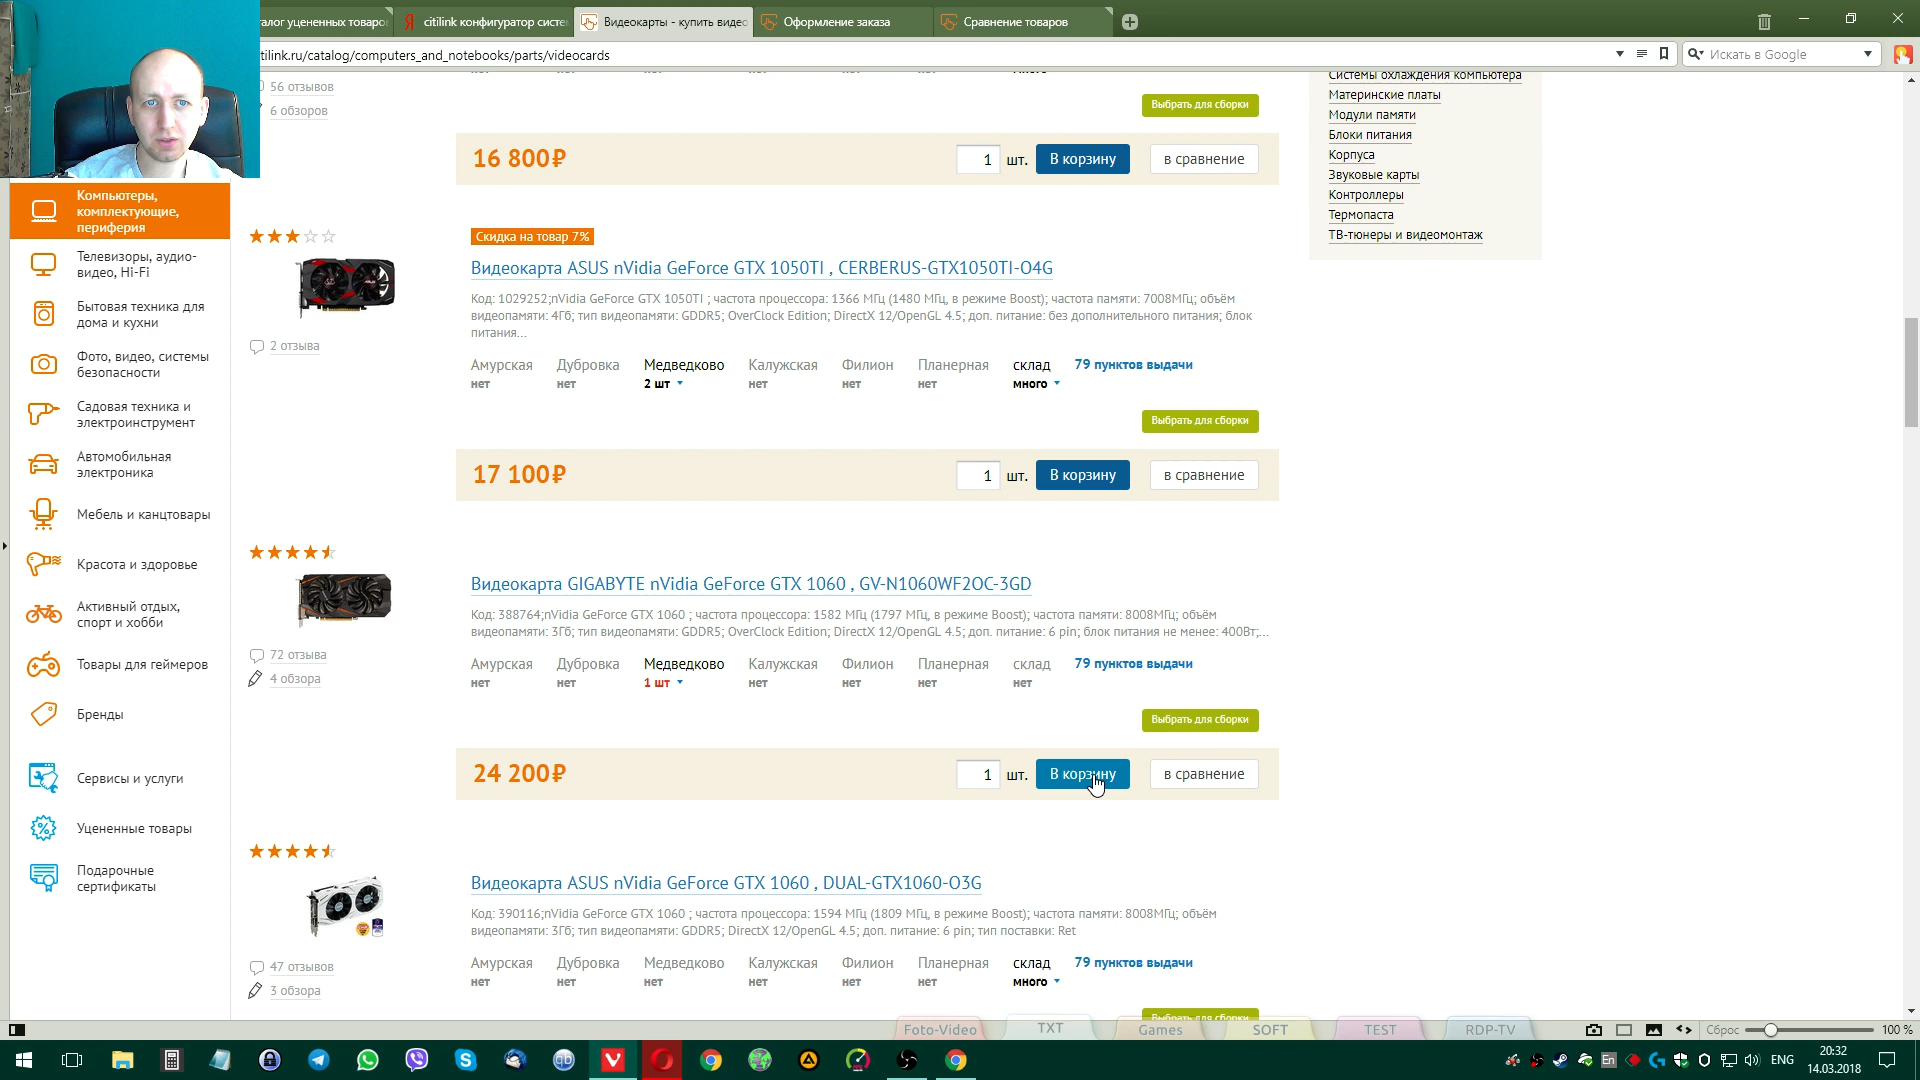 талог уцененных товаро
citilink конфигуратор систе
Видеокарты - купить видео
Оформление заказа
Сравнение товаров
tilink.ru/catalog/computers_and_notebooks/parts/videocards
Искать в Google
56 отзывов
6 обзоров
Выбрать для сборки
16 800₽
1 шт.
В корзину
в сравнение
Системы охлаждения компьютера
Материнские платы
Модули памяти
Блоки питания
Корпуса
Звуковые карты
Контроллеры
Термопаста
ТВ-тюнеры и видеомонтаж
Компьютеры,
комплектующие,
периферия
Телевизоры, аудио-
видео, Hi-Fi
Бытовая техника для
дома и кухни
Фото, видео, системы
безопасности
Садовая техника и
электроинструмент
Автомобильная
электроника
Мебель и канцтовары
Красота и здоровье
Активный отдых,
спорт и хобби
Товары для геймеров
Бренды
Сервисы и услуги
Уцененные товары
Подарочные
сертификаты
Скидка на товар 7%
Видеокарта ASUS nVidia GeForce GTX 1050TI , CERBERUS-GTX1050TI-O4G
Код: 1029252;nVidia GeForce GTX 1050TI ; частота процессора: 1366 МГц (1480 МГц, в режиме Boost); частота памяти: 7008МГц; объём
видеопамяти: 4Гб; тип видеопамяти: GDDR5; OverClock Edition; DirectX 12/OpenGL 4.5; доп. питание: без дополнительного питания; блок
питания...
2 отзыва
Амурская Дубровка Медведково Калужская Филион Планерная склад 79 пунктов выдачи
нет нет 2 шт нет нет нет много
Выбрать для сборки
17 100₽
1 шт.
В корзину
в сравнение
Видеокарта GIGABYTE nVidia GeForce GTX 1060 , GV-N1060WF2OC-3GD
Код: 388764;nVidia GeForce GTX 1060 ; частота процессора: 1582 МГц (1797 МГц, в режиме Boost); частота памяти: 8008МГц; объём
видеопамяти: 3Гб; тип видеопамяти: GDDR5; OverClock Edition; DirectX 12/OpenGL 4.5; доп. питание: 6 pin; блок питания не менее: 400Вт;...
72 отзыва
4 обзора
Амурская Дубровка Медведково Калужская Филион Планерная склад 79 пунктов выдачи
нет нет 1 шт нет нет нет нет
Выбрать для сборки
24 200₽
1 шт.
В корзину
в сравнение
Видеокарта ASUS nVidia GeForce GTX 1060 , DUAL-GTX1060-O3G
Код: 390116;nVidia GeForce GTX 1060 ; частота процессора: 1594 МГц (1809 МГц, в режиме Boost); частота памяти: 8008МГц; объём
видеопамяти: 3Гб; тип видеопамяти: GDDR5; DirectX 12/OpenGL 4.5; доп. питание: 6 pin; тип поставки: Ret
47 отзывов
3 обзора
Амурская Дубровка Медведково Калужская Филион Планерная склад 79 пунктов выдачи
нет нет нет нет нет нет много
Выбрать для сборки
Foto-Video TXT Games SOFT TEST RDP-TV
Сброс 100 %
ENG
20:32
14.03.2018